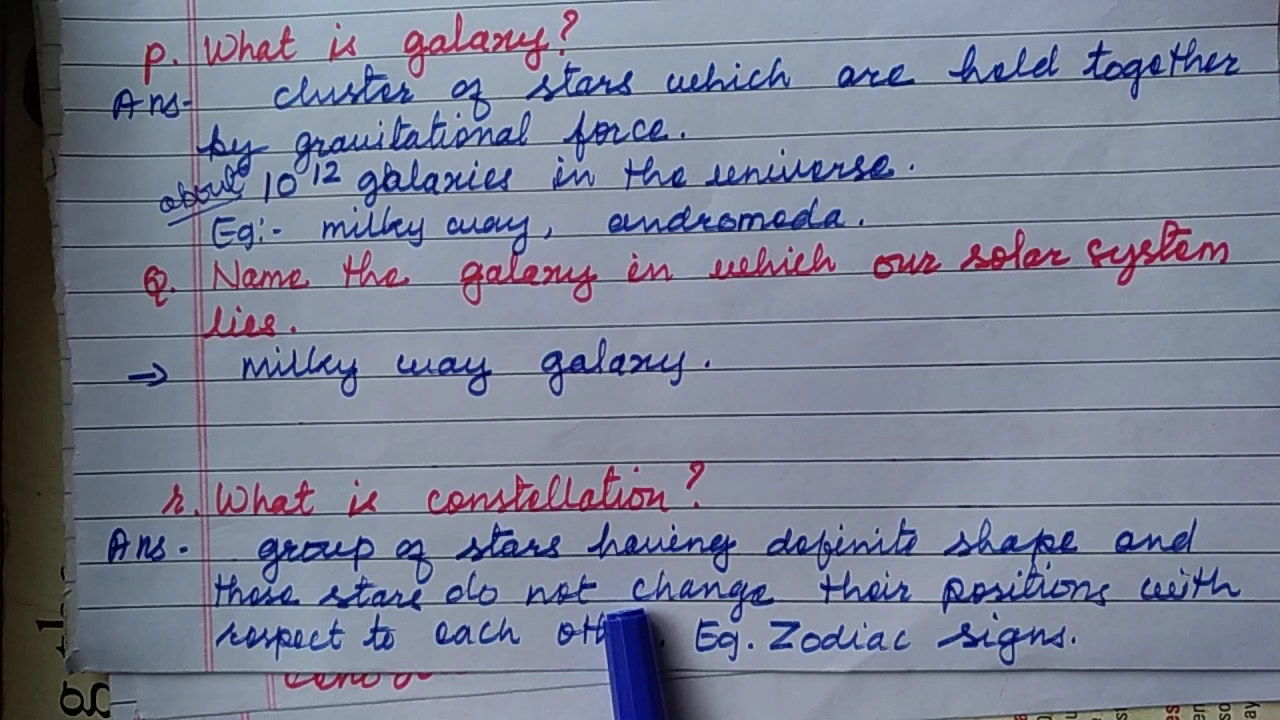 p. What is galaxy?
Ans- cluster of stars which are held together
by gravitational force.
about 10^12 galaxies in the universe.
Eg:- milky way, andromeda.
Q. Name the galaxy in which our solar system
lies.
→ milky way galaxy.
r. What is constellation?
Ans- group of stars having definite shape and
these stars do not change their positions with
respect to each Eg. Zodiac signs.